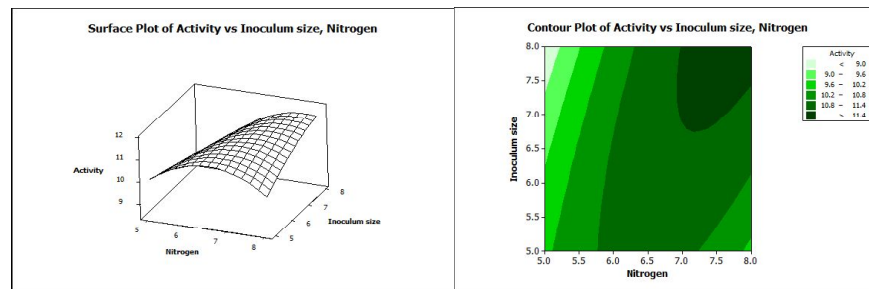 Surface Plot of Activity vs Inoculum size, Nitrogen
12
11
Activity
10
9
8
7
6
5
Inoculum size
5
6
7
8
Nitrogen
Contour Plot of Activity vs Inoculum size, Nitrogen
8.0
7.5
7.0
6.5
6.0
5.5
5.0
Inoculum size
5.0 5.5 6.0 6.5 7.0 7.5 8.0
Nitrogen
Activity
< 9.0
9.0 – 9.6
9.6 – 10.2
10.2 – 10.8
10.8 – 11.4
> 11.4